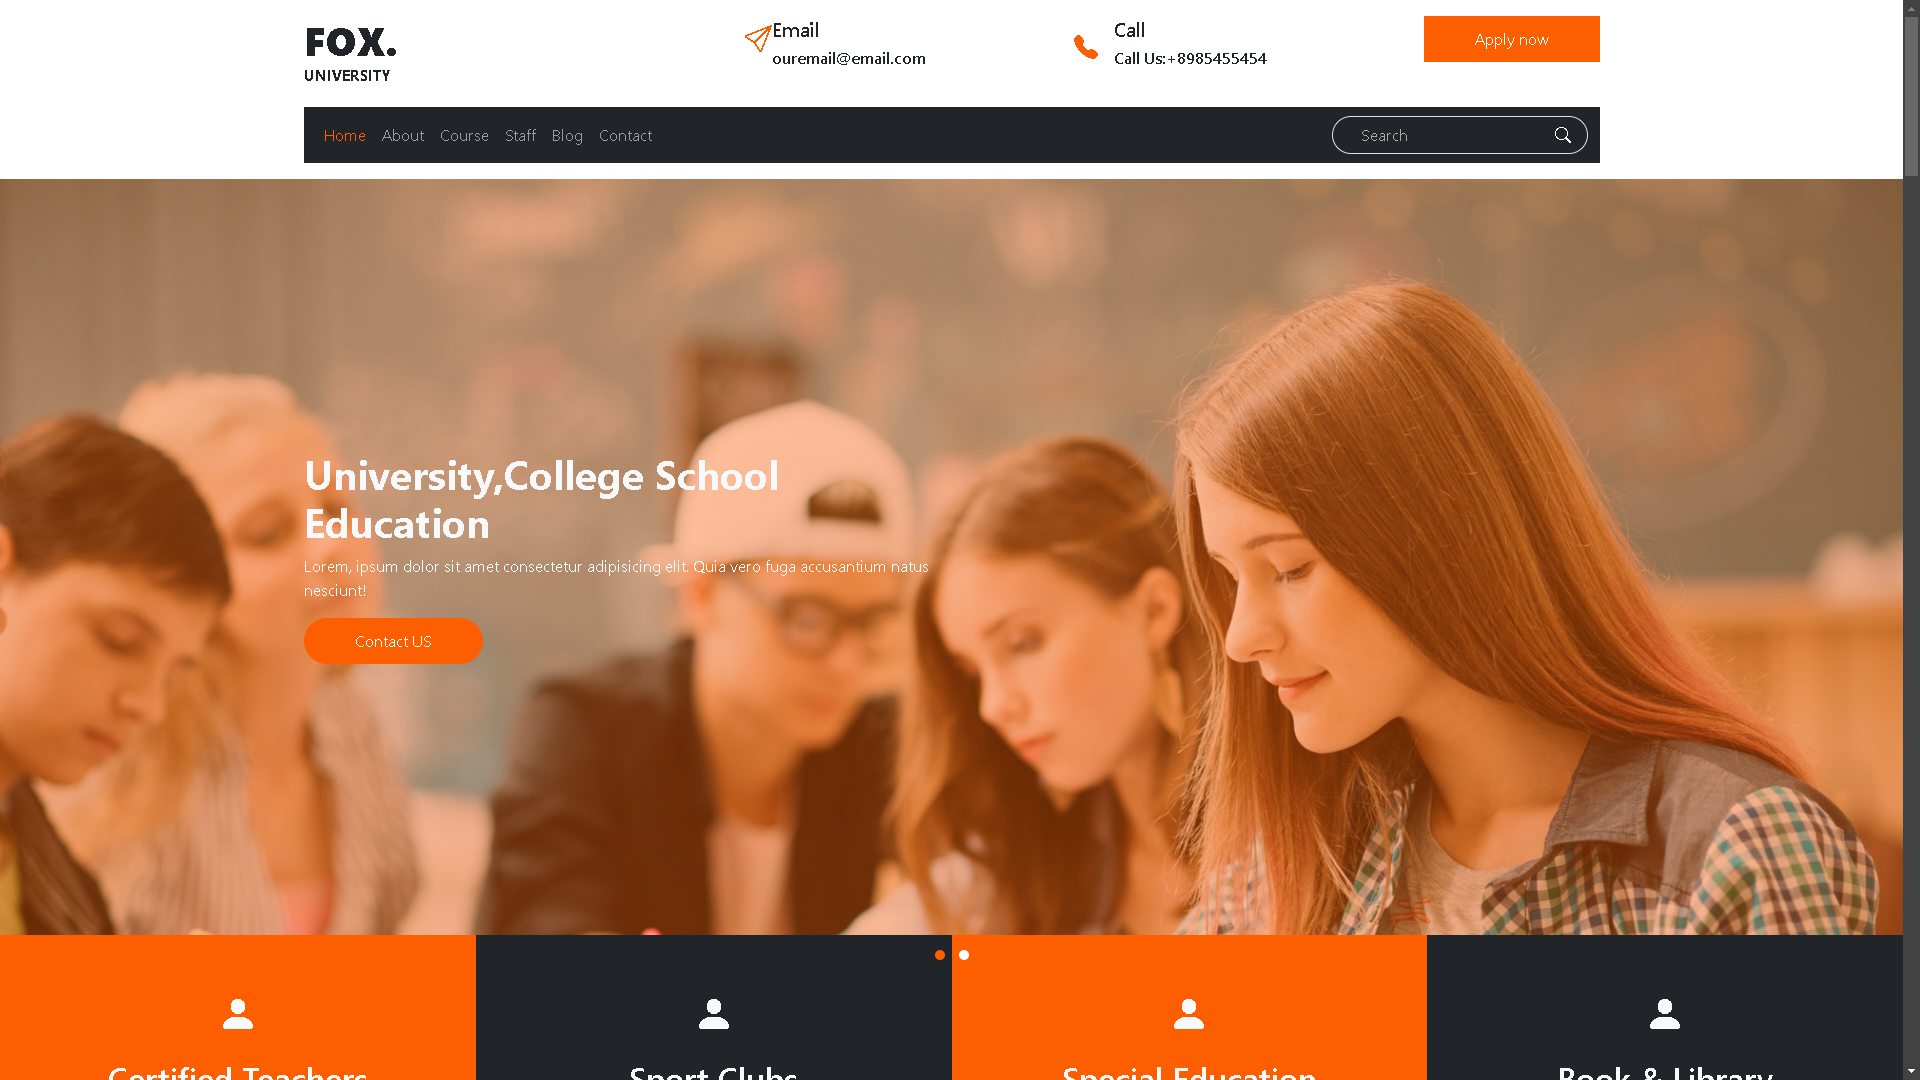 FOX.
UNIVERSITY
Email
ouremail@email.com
Call
Call Us:+8985455454
Apply now
Home About Course Staff Blog Contact
Search
University,College School
Education
Lorem, ipsum dolor sit amet consectetur adipisicing elit. Quia vero fuga accusantium natus
nesciunt!
Contact US
Certified Teachers
Sport Clubs
Special Education
Book & Library